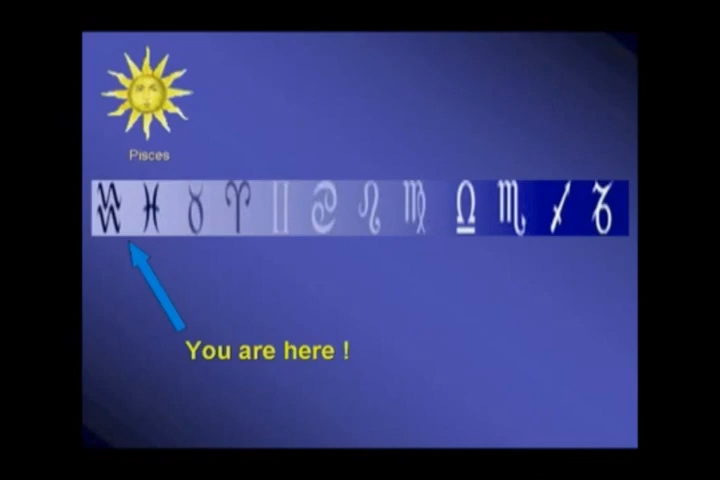 Pisces
♒ ♓ ♉ ♈ ♊ ♋ ♌ ♍ ♎ ♏ ♐ ♑
You are here !